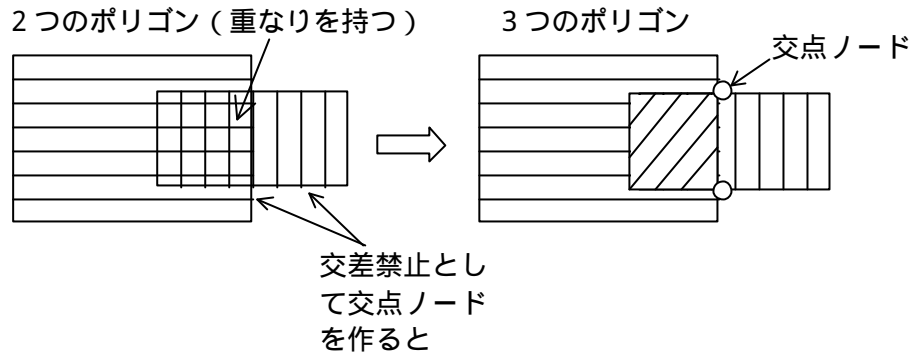 2つのポリゴン(重なりを持つ)
3つのポリゴン
交点ノード
交差禁止とし
て交点ノード
を作ると